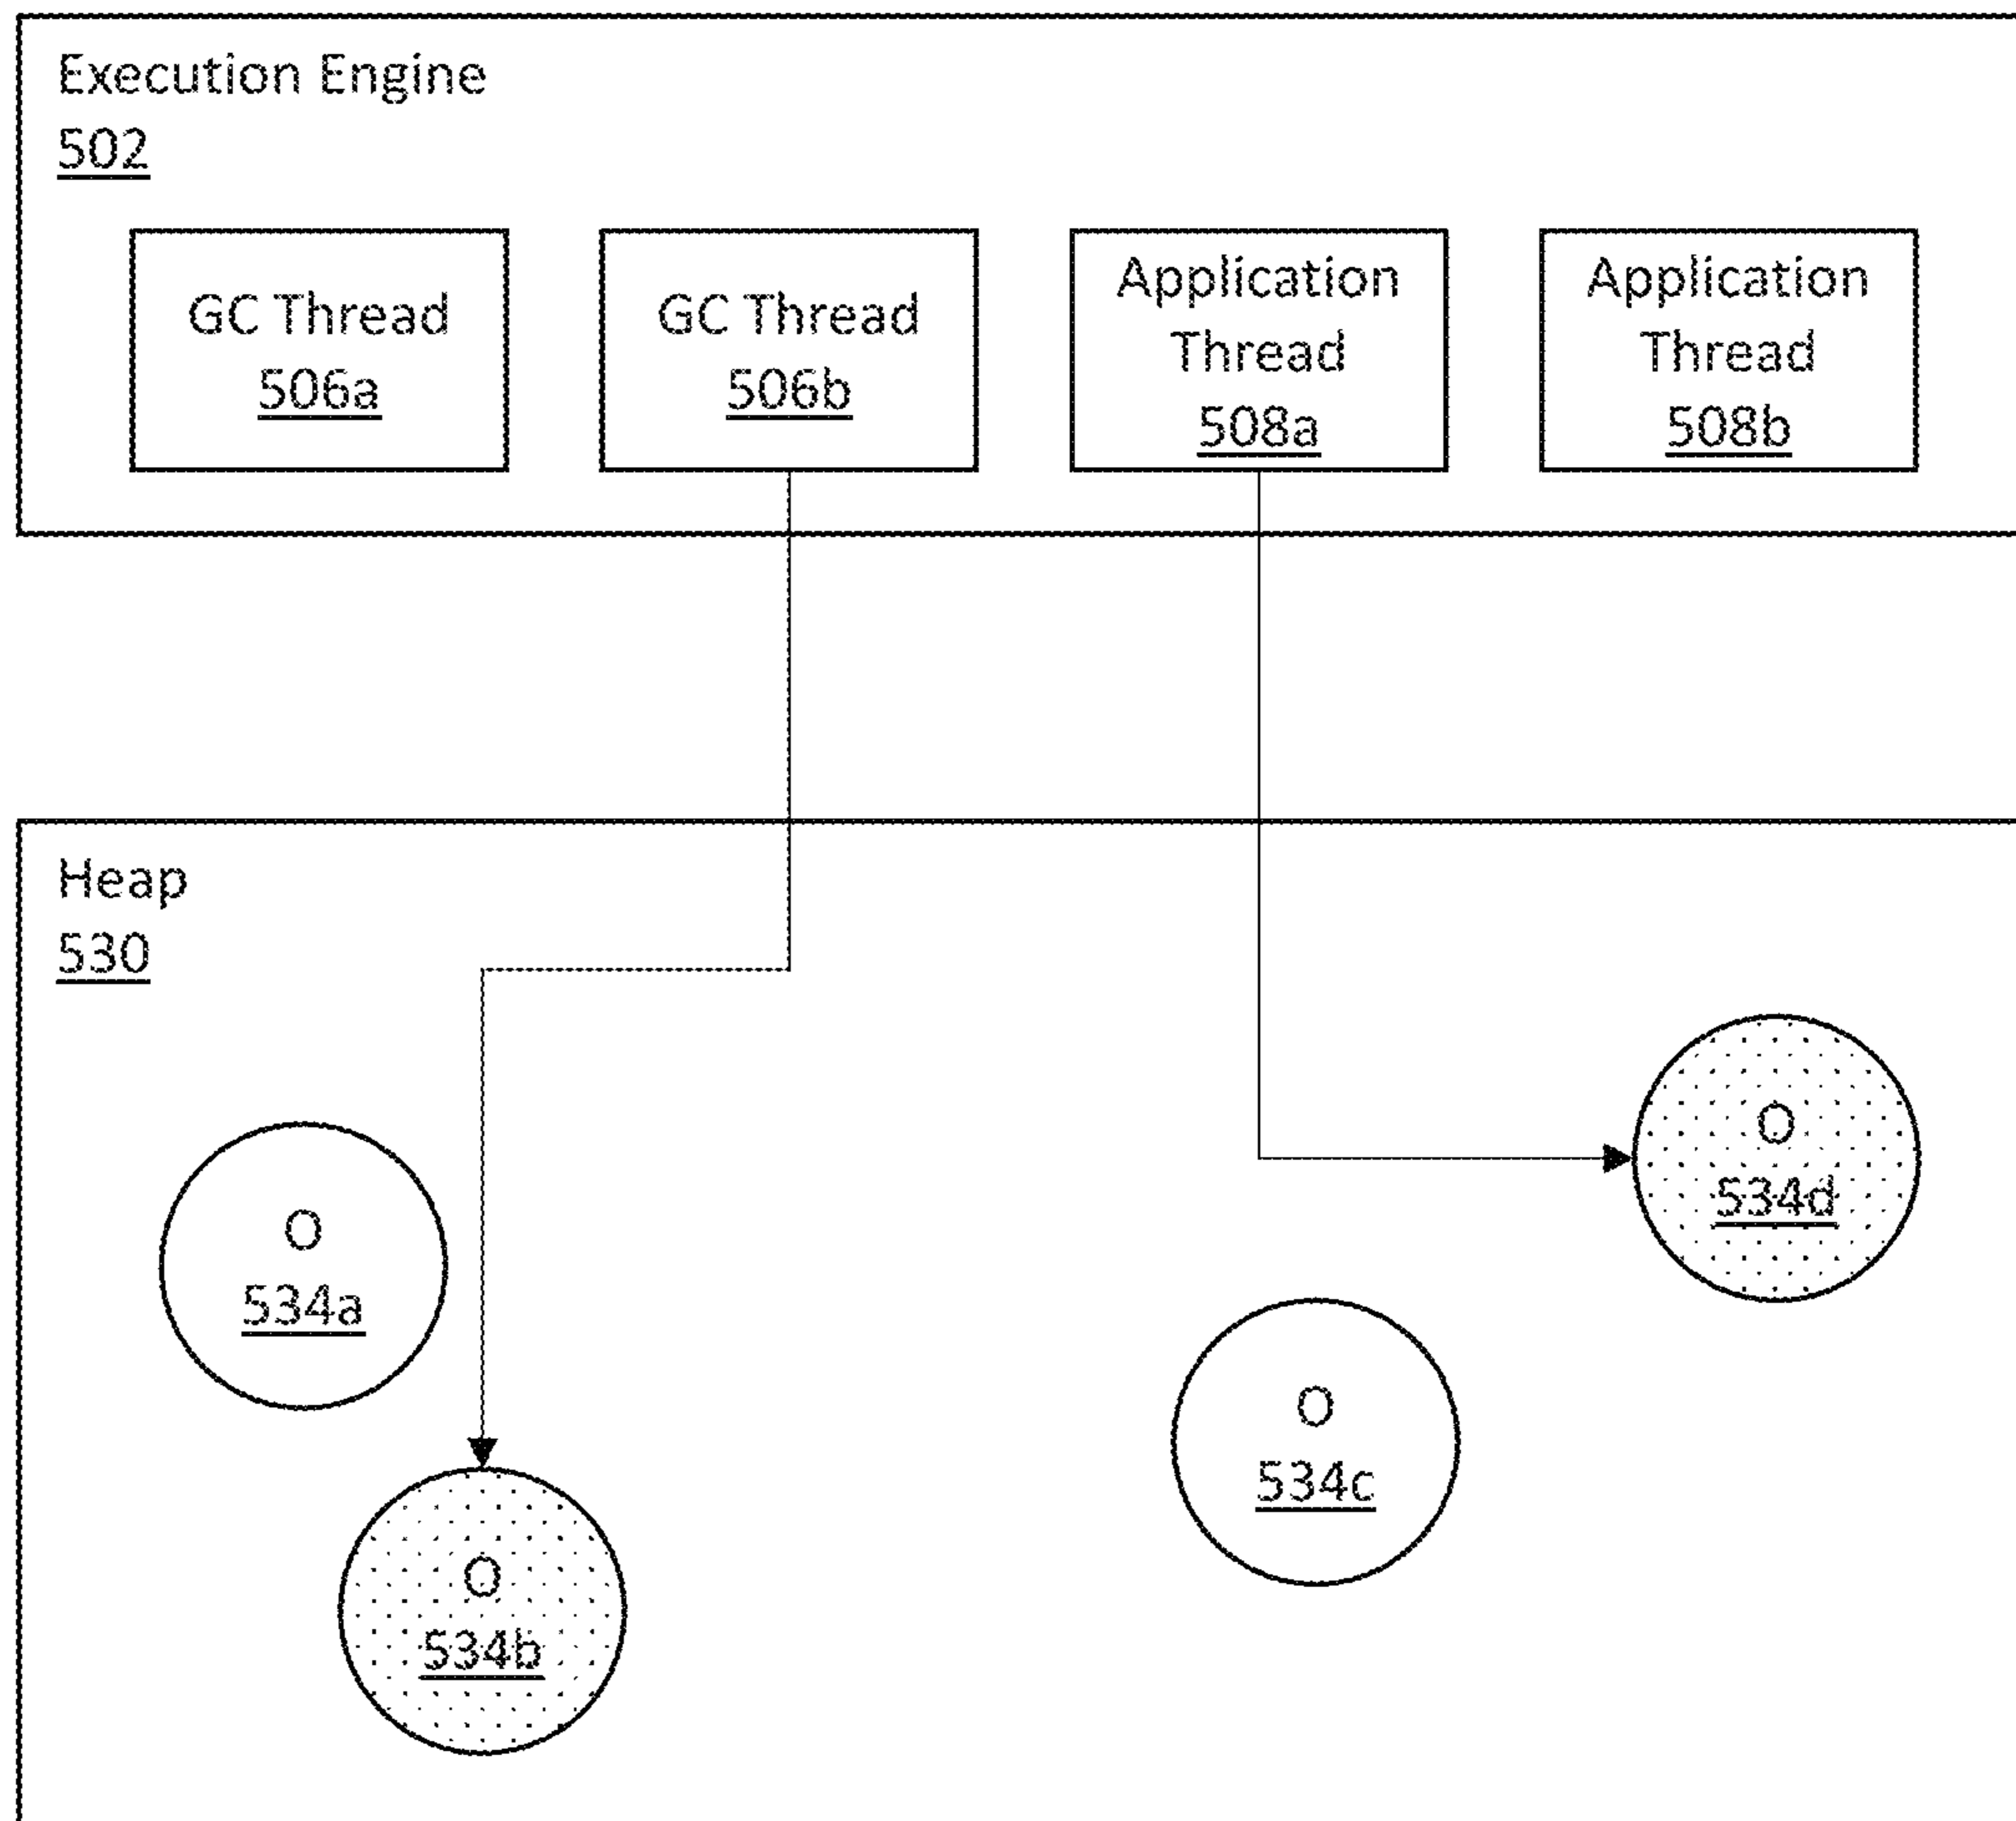 Execution Engine
502
GC Thread
506a
GC Thread
506b
Application
Thread
508a
Application
Thread
508b
Heap
530
O
534a
O
534b
O
534c
O
534d